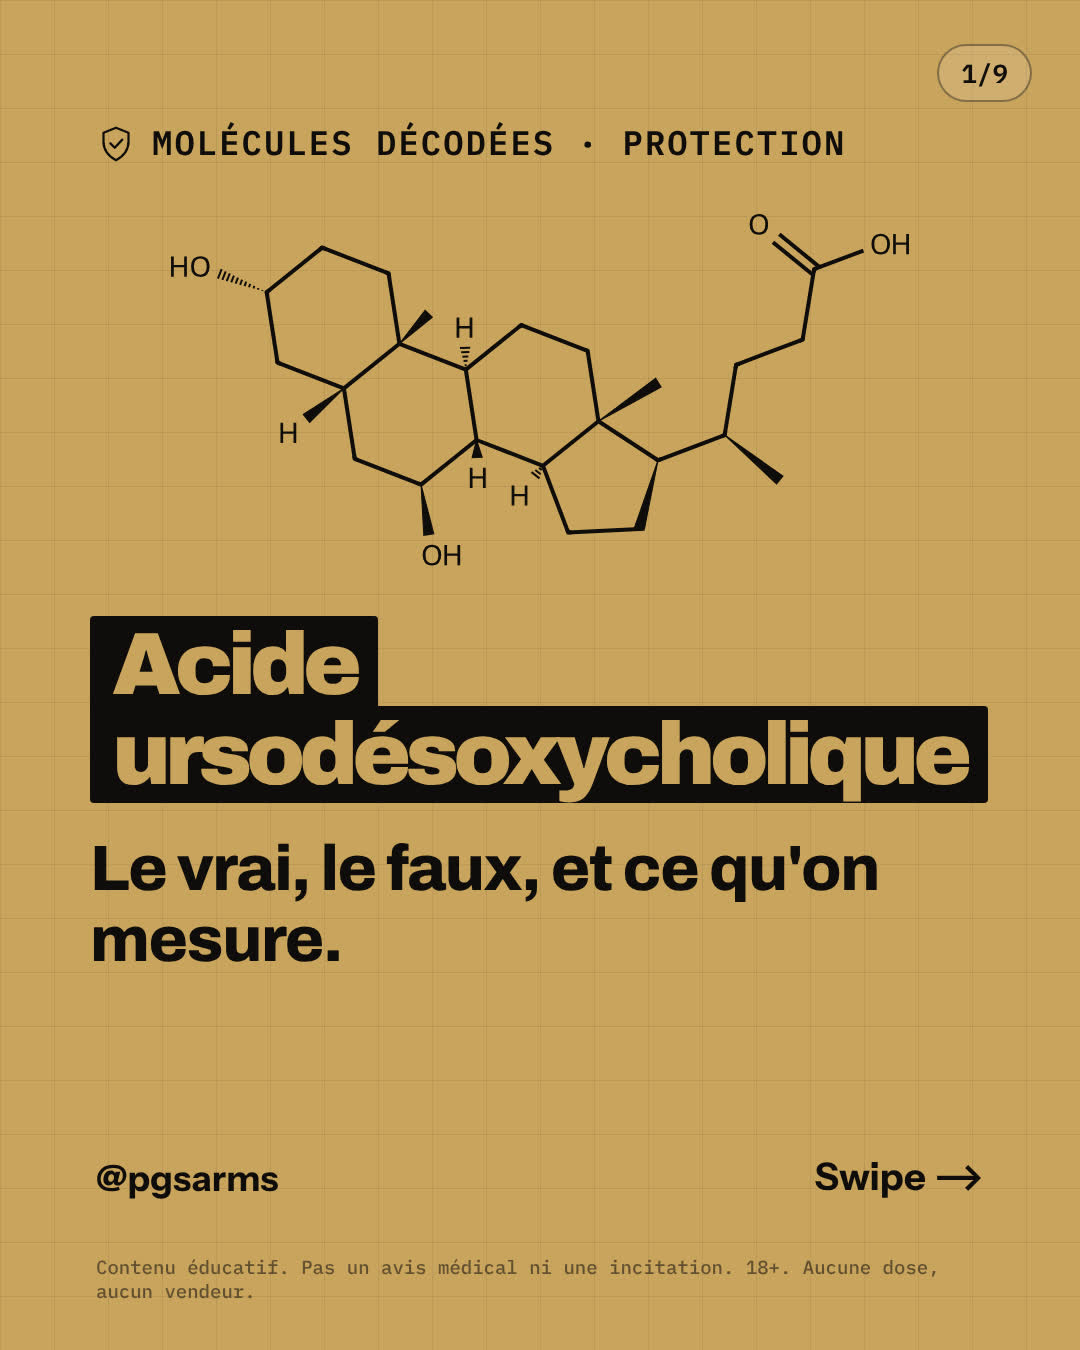 1/9
MOLÉCULES DÉCODÉES · PROTECTION
O
OH
HO
H
H
H
H
OH
Acide
ursodésoxycholique
Le vrai, le faux, et ce qu'on
mesure.
@pgsarms
Swipe →
Contenu éducatif. Pas un avis médical ni une incitation. 18+. Aucune dose,
aucun vendeur.